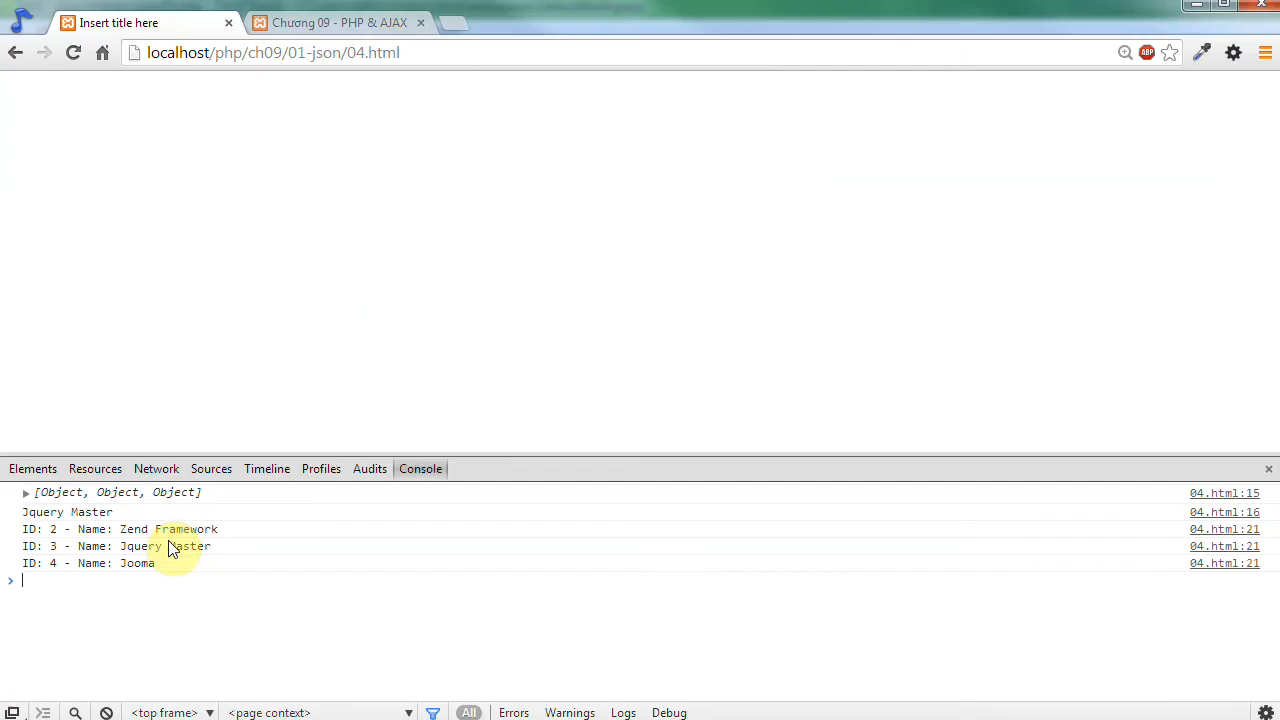 Insert title here
Chương 09 - PHP & AJAX
localhost/php/ch09/01-json/04.html
ABP
Elements Resources Network Sources Timeline Profiles Audits Console
[Object, Object, Object] 04.html:15
Jquery Master 04.html:16
ID: 2 - Name: Zend Framework 04.html:21
ID: 3 - Name: Jquery Master 04.html:21
ID: 4 - Name: Jooma 04.html:21
<top frame> <page context> All Errors Warnings Logs Debug